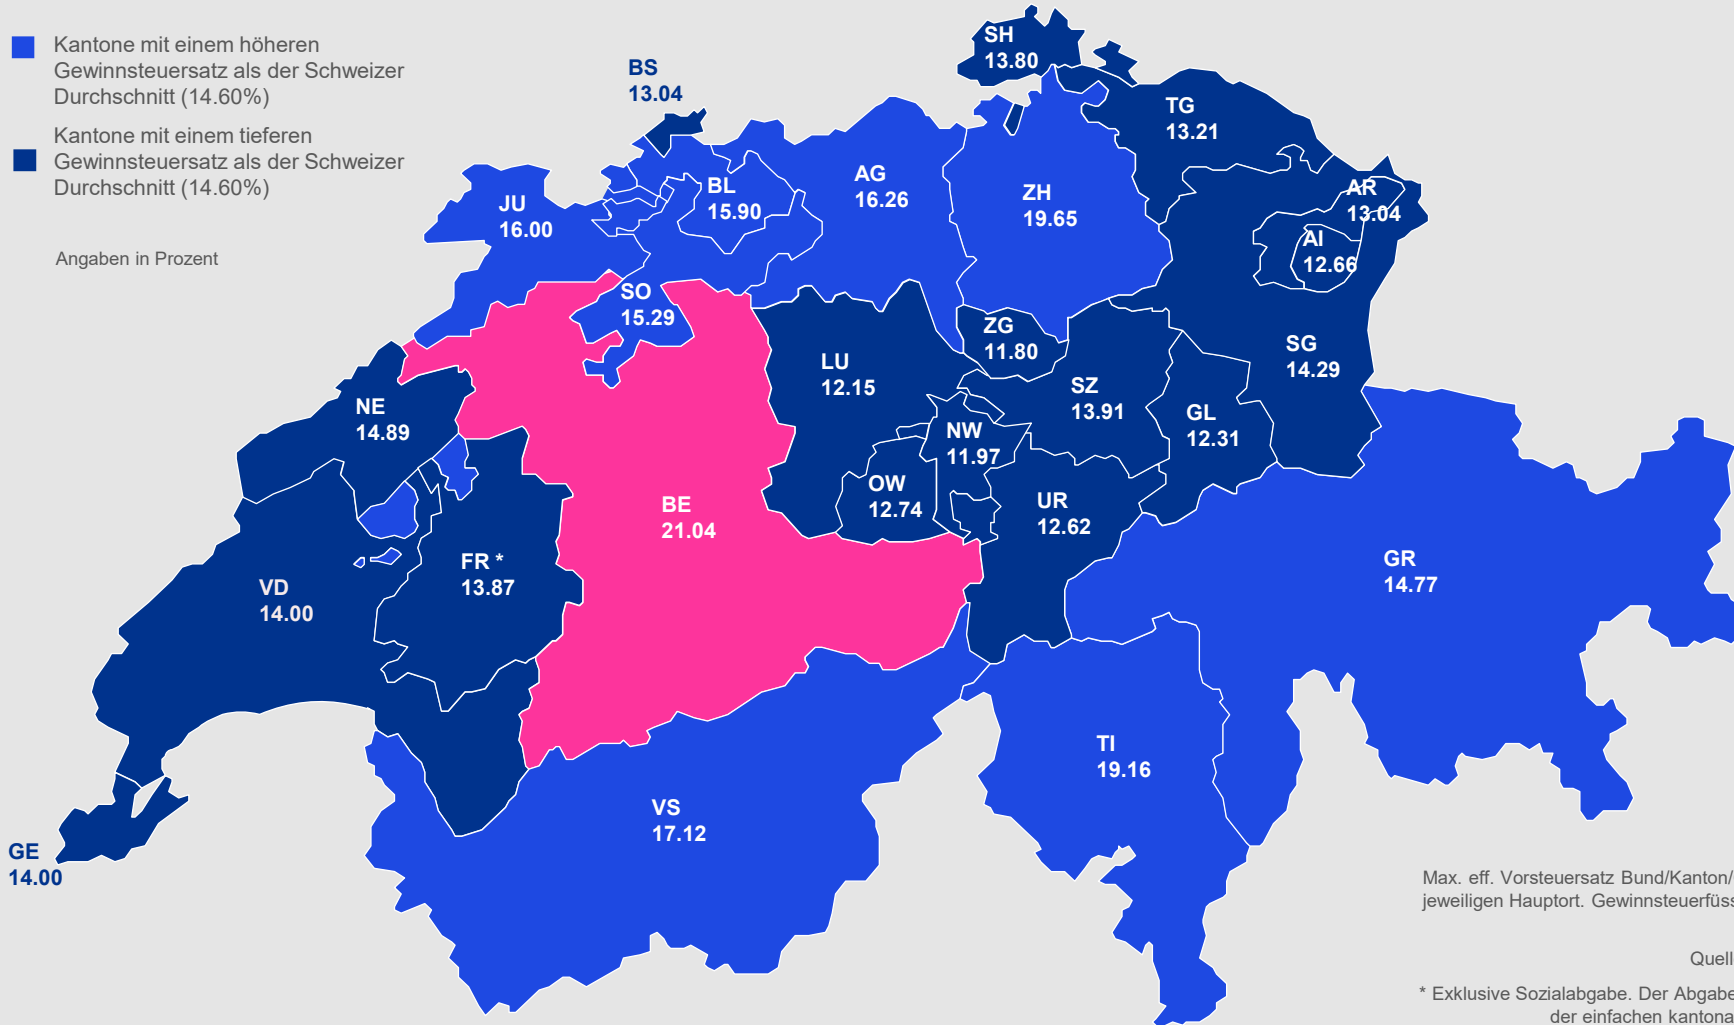 Kantone mit einem höheren
Gewinnsteuersatz als der Schweizer
Durchschnitt (14.60%)
Kantone mit einem tieferen
Gewinnsteuersatz als der Schweizer
Durchschnitt (14.60%)
Angaben in Prozent
SH
13.80
BS
13.04
TG
13.21
JU
16.00
BL
15.90
AG
16.26
ZH
19.65
AR
13.04
AI
12.66
SO
15.29
ZG
11.80
LU
12.15
SZ
13.91
SG
14.29
NE
14.89
GL
12.31
NW
11.97
OW
12.74
UR
12.62
BE
21.04
FR *
13.87
VD
14.00
GR
14.77
TI
19.16
VS
17.12
GE
14.00
Max. eff. Vorsteuersatz Bund/Kanton/
jeweiligen Hauptort. Gewinnsteuerfüss
Quell
* Exklusive Sozialabgabe. Der Abgabe
der einfachen kantona